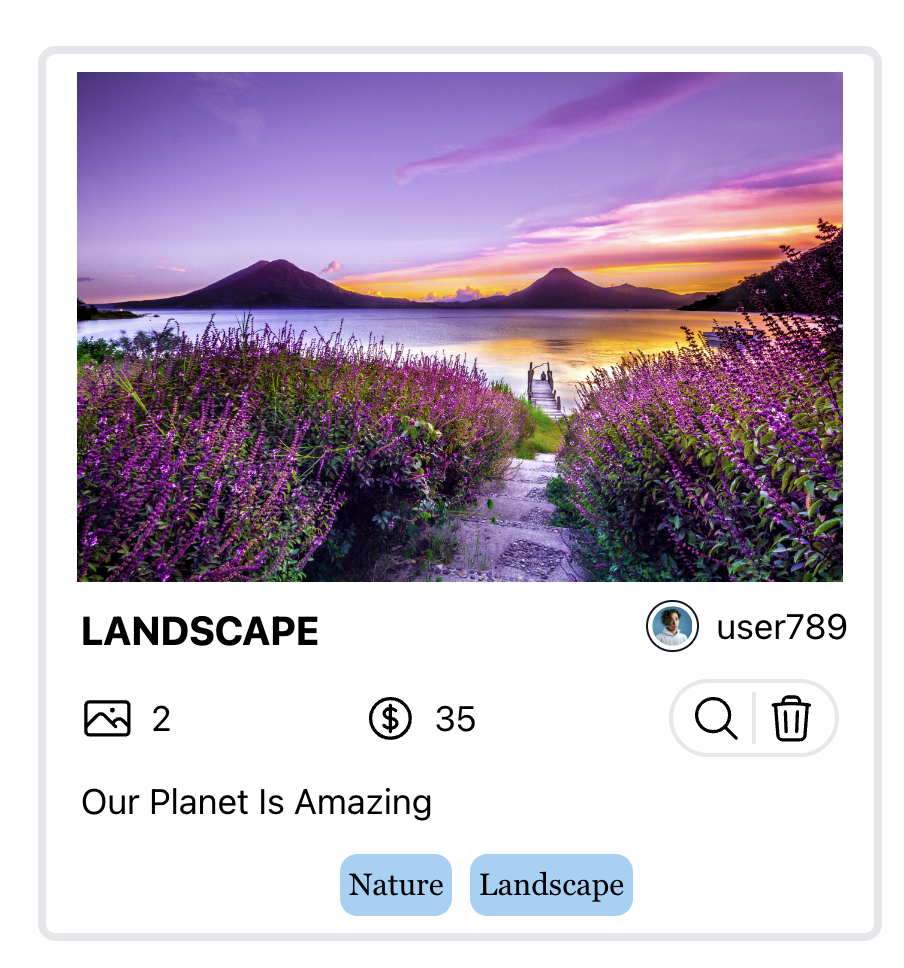 LANDSCAPE
user789
2
35
Our Planet Is Amazing
Nature
Landscape